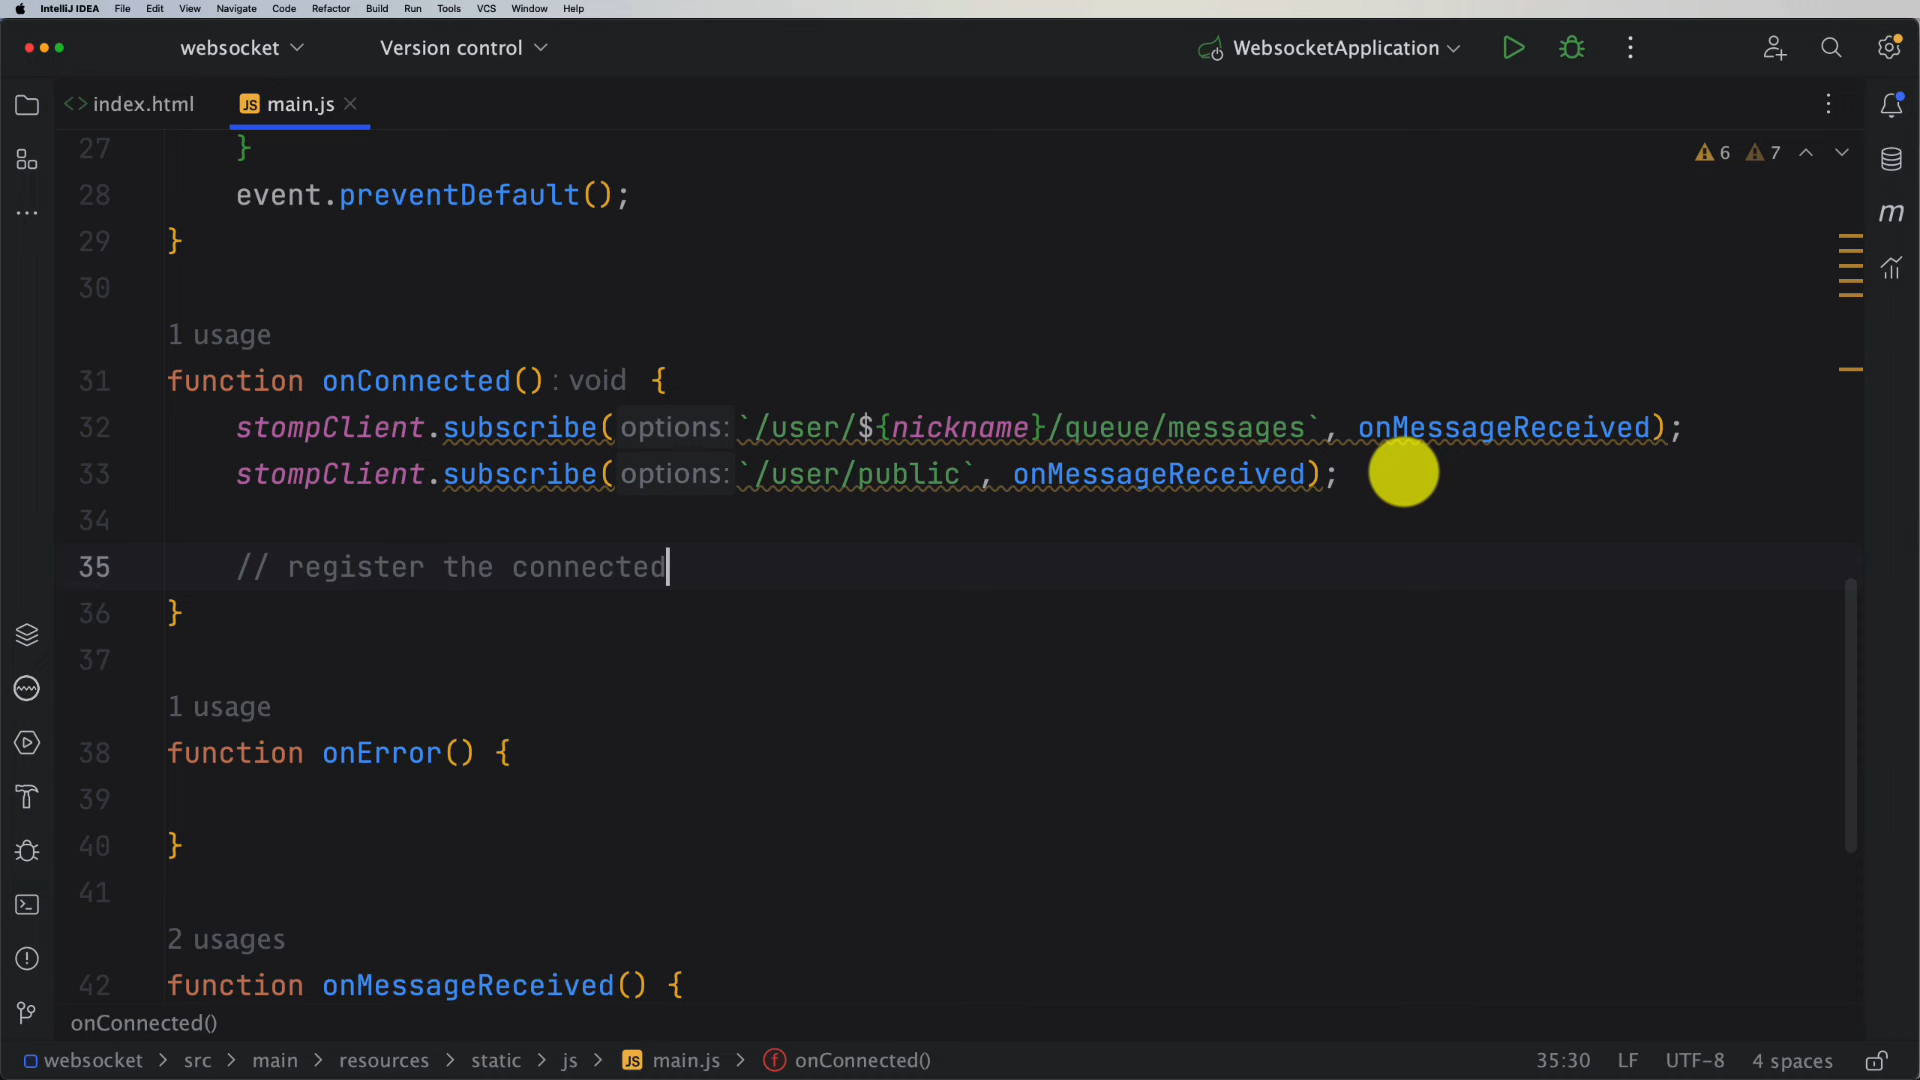 IntelliJ IDEA File Edit View Navigate Code Refactor Build Run Tools VCS Window Help
websocket Version control WebsocketApplication
<> index.html JS main.js
6 7
27 }
28 event.preventDefault();
29 }
30
1 usage
31 function onConnected() : void {
32 stompClient.subscribe( options: `/user/${nickname}/queue/messages`, onMessageReceived);
33 stompClient.subscribe( options: `/user/public`, onMessageReceived);
34
35 // register the connected
36 }
37
1 usage
38 function onError() {
39
40 }
41
2 usages
42 function onMessageReceived() {
onConnected()
websocket > src > main > resources > static > js > JS main.js > f onConnected() 35:30 LF UTF-8 4 spaces
m